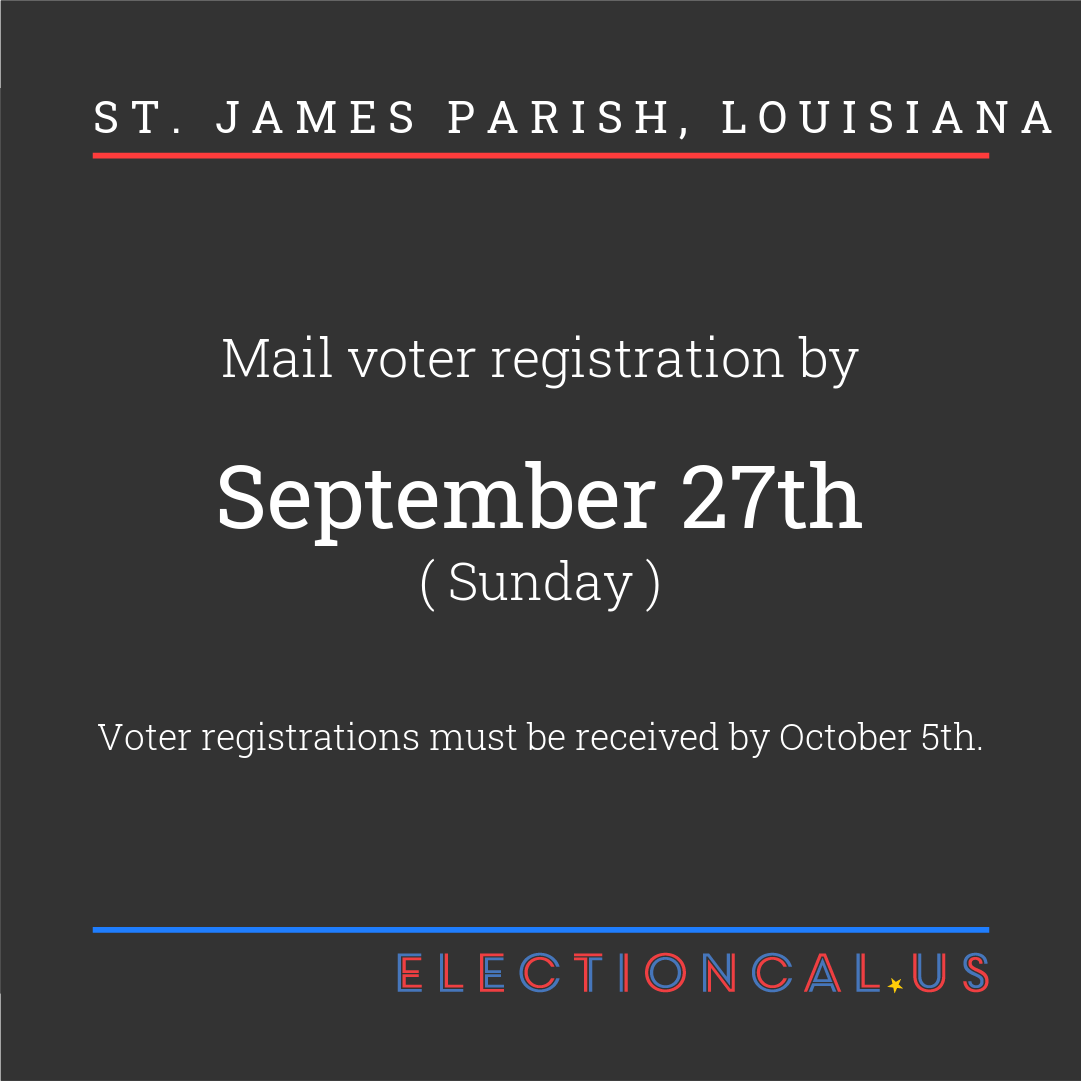 ST. JAMES PARISH, LOUISIANA
Mail voter registration by
September 27th
( Sunday )
Voter registrations must be received by October 5th.
ELECTIONCAL.US